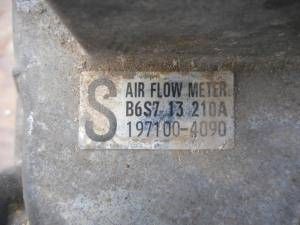 S
AIR FLOW METER
B6S7 13 210A
197100-4090